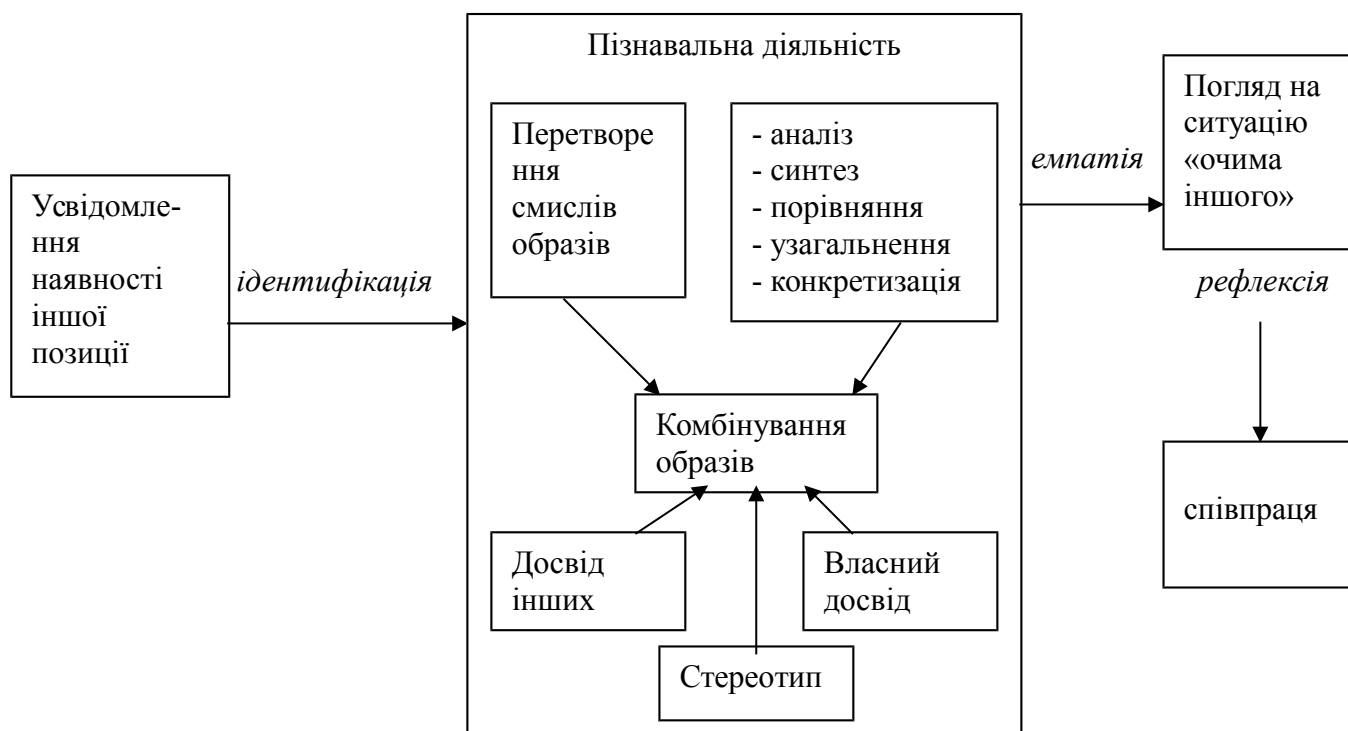 Пізнавальна діяльність
Усвідомле-
ння
наявності
іншої
позиції
ідентифікація
Перетворе
ння
смислів
образів
- аналіз
- синтез
- порівняння
- узагальнення
- конкретизація
Комбінування
образів
Досвід
інших
Власний
досвід
Стереотип
емпатія
Погляд на
ситуацію
«очима
іншого»
рефлексія
співпраця